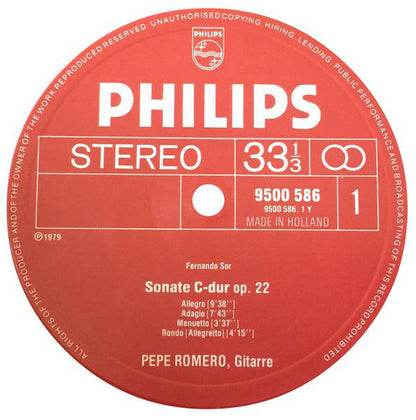 ALL RIGHTS OF THE PRODUCER AND OF THE OWNER OF THE WORK REPRODUCED RESERVED. UNAUTHORISED COPYING, HIRING, LENDING, PUBLIC PERFORMANCE AND BROADCASTING OF THIS RECORD PROHIBITED
PHILIPS
PHILIPS
STEREO 33⅓
9500 586
9500 586. 1 Y
MADE IN HOLLAND
1
Ⓟ1979
Fernando Sor
Sonate C-dur op. 22
Allegro [9'38'']
Adagio [7'43'']
Menuetto [3'37'']
Rondo [Allegretto] [4'15'']
PEPE ROMERO, Gitarre